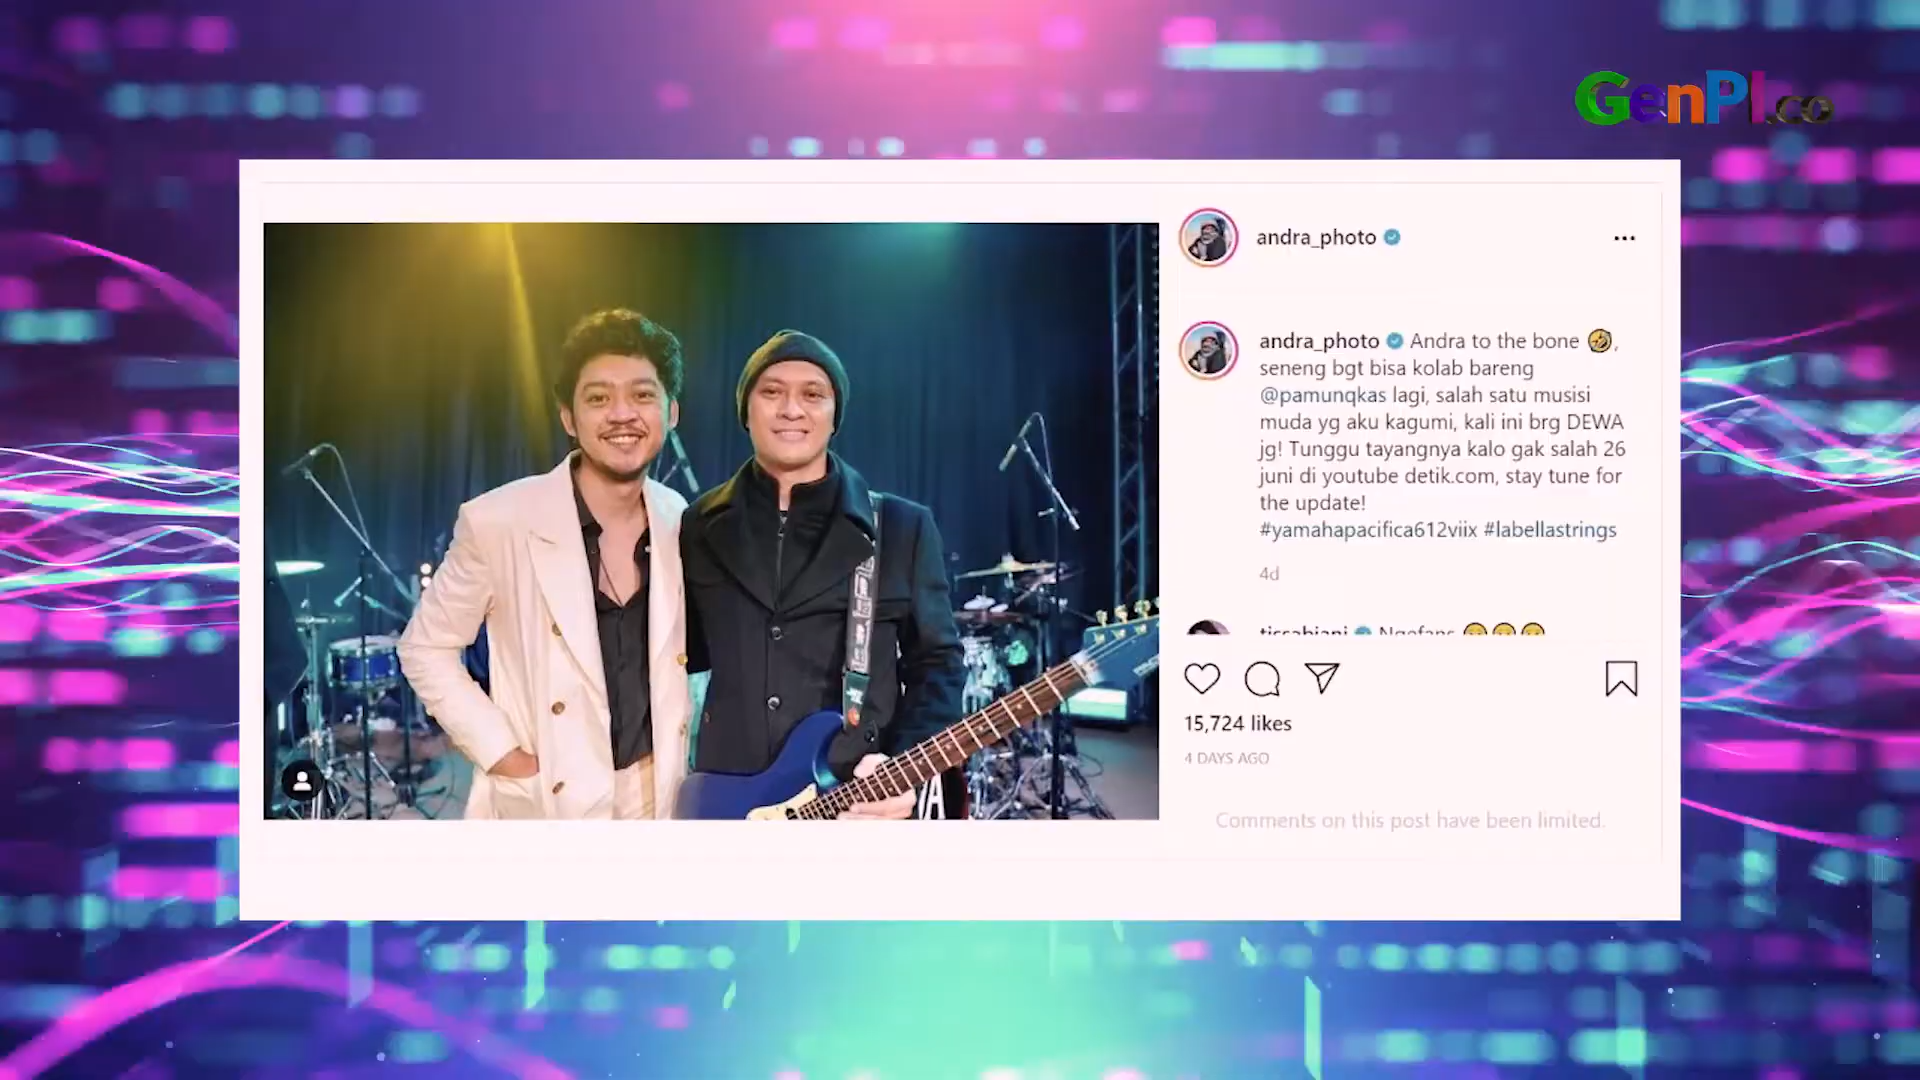 GenPI.co
andra_photo
andra_photo Andra to the bone 🤣,
seneng bgt bisa kolab bareng
@pamunqkas lagi, salah satu musisi
muda yg aku kagumi, kali ini brg DEWA
jg! Tunggu tayangnya kalo gak salah 26
juni di youtube detik.com, stay tune for
the update!
#yamahapacifica612viix #labellastrings
4d
tissabiani Ngefans
15,724 likes
4 DAYS AGO
Comments on this post have been limited.